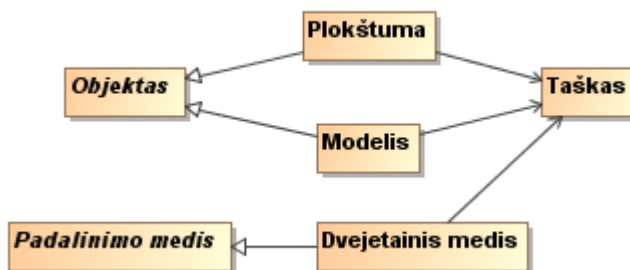 Plokštuma
Objektas
Taškas
Modelis
Padalinimo medis
Dvejetainis medis